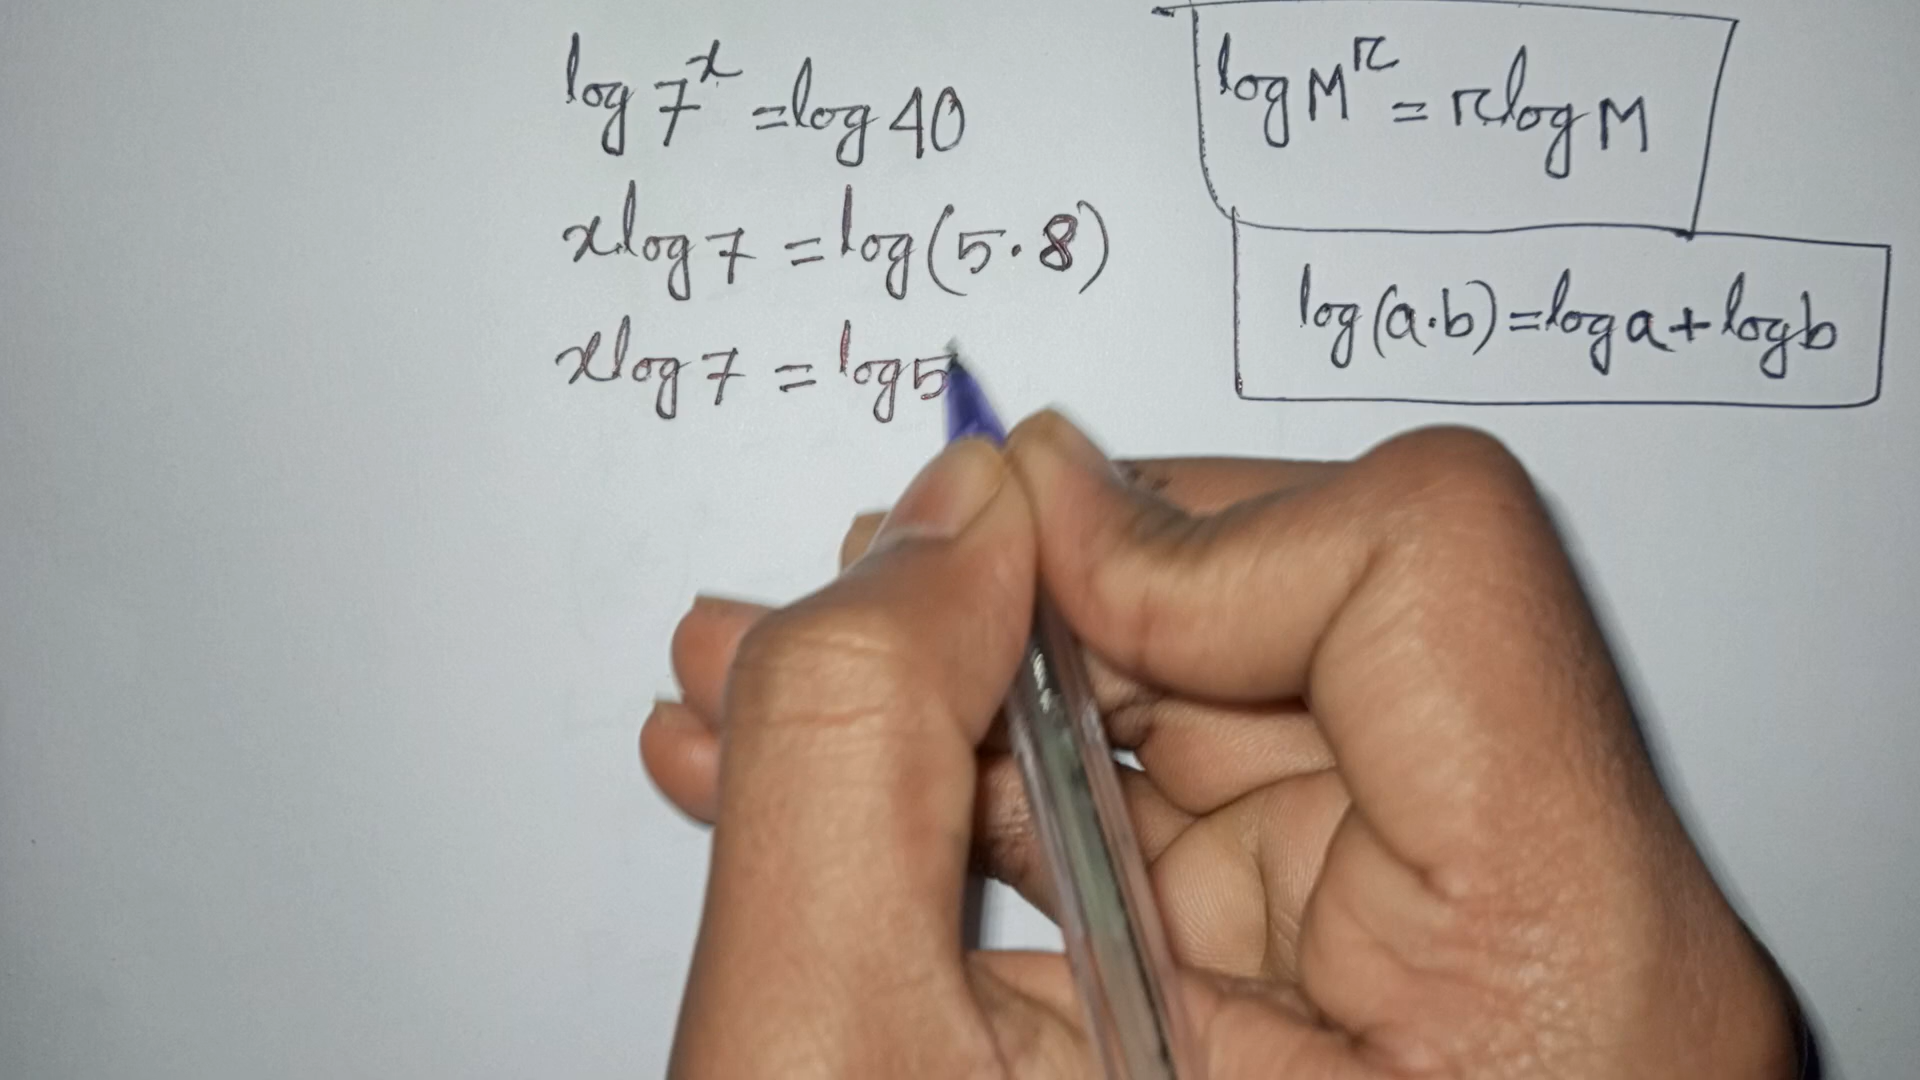 log 7^x = log 40
x log 7 = log (5 · 8)
x log 7 = log 5
log M^r = r log M
log (a · b) = log a + log b